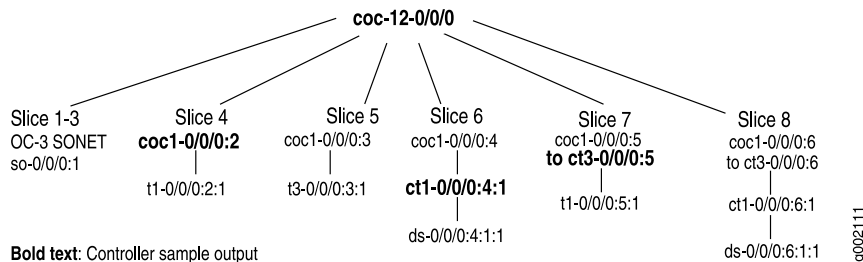 coc-12-0/0/0
Slice 1-3
OC-3 SONET
so-0/0/0:1
Slice 4
coc1-0/0/0:2
t1-0/0/0:2:1
Slice 5
coc1-0/0/0:3
t3-0/0/0:3:1
Slice 6
coc1-0/0/0:4
ct1-0/0/0:4:1
ds-0/0/0:4:1:1
Slice 7
coc1-0/0/0:5
to ct3-0/0/0:5
t1-0/0/0:5:1
Slice 8
coc1-0/0/0:6
to ct3-0/0/0:6
ct1-0/0/0:6:1
ds-0/0/0:6:1:1
Bold text: Controller sample output
g002111